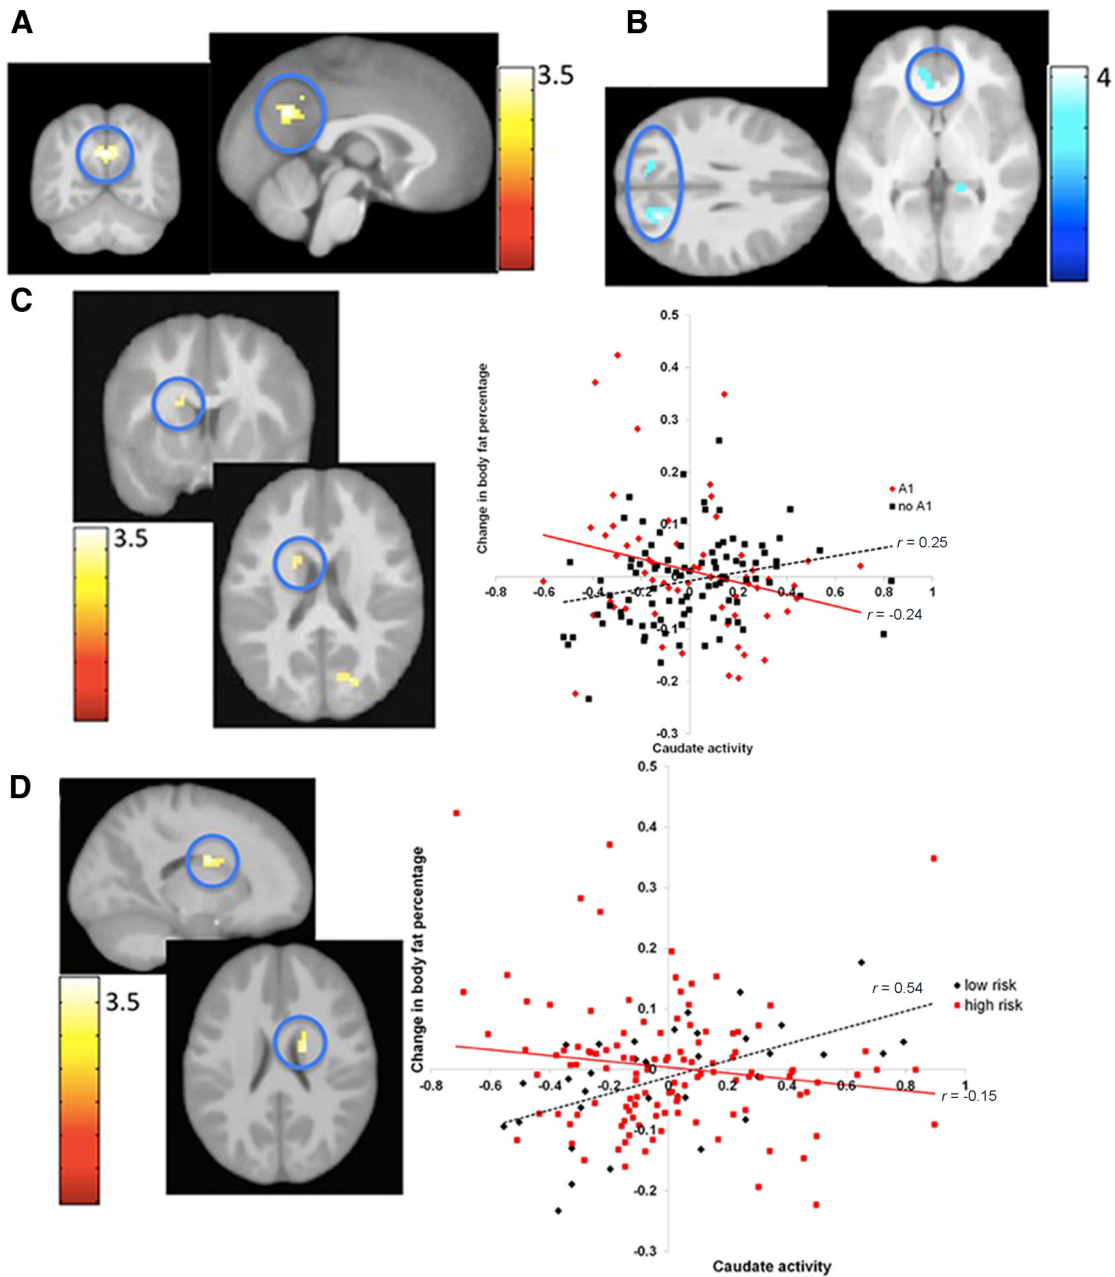 A
3.5
B
4
C
3.5
Change in body fat percentage
0.5
0.4
0.3
0.2
0.1
0
-0.1
-0.2
-0.3
-0.8
-0.6
-0.4
-0.2
0
0.2
0.4
0.6
0.8
1
A1
no A1
r = 0.25
r = -0.24
Caudate activity
D
3.5
Change in body fat percentage
0.5
0.4
0.3
0.2
0.1
0
-0.1
-0.2
-0.3
-0.8
-0.6
-0.4
-0.2
0.2
0.4
0.6
0.8
1
low risk
high risk
r = 0.54
r = -0.15
Caudate activity